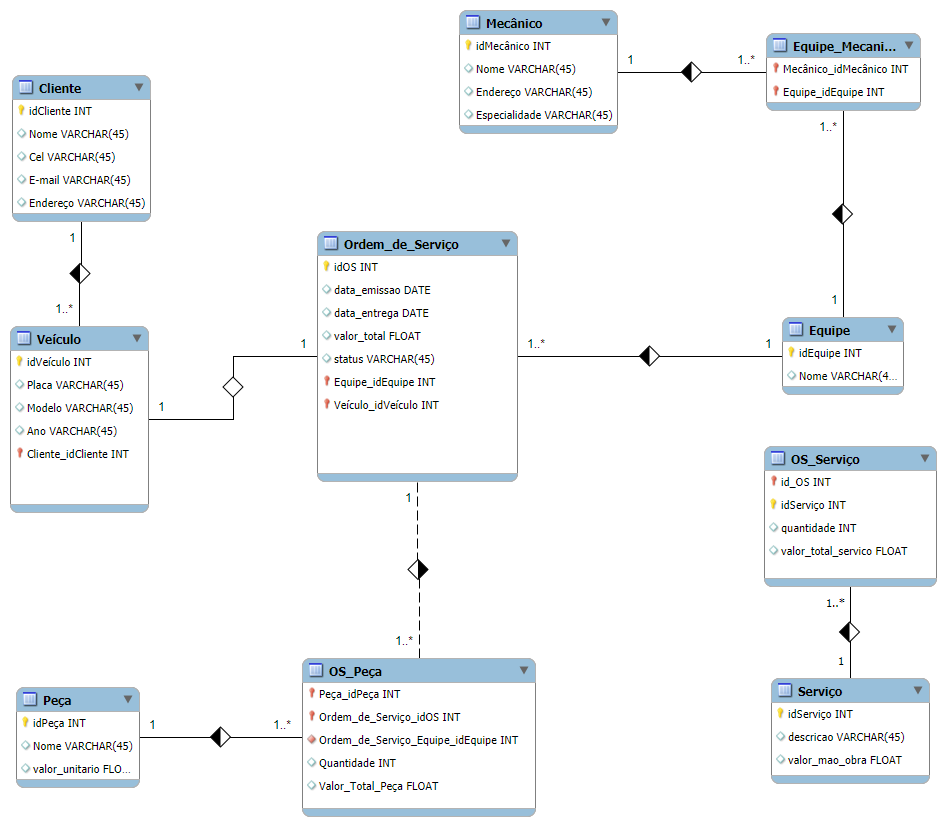 Mecânico
idMecânico INT
Nome VARCHAR(45)
Endereço VARCHAR(45)
Especialidade VARCHAR(45)
1
1..*
Equipe_Mecani...
Mecânico_idMecânico INT
Equipe_idEquipe INT
1..*
1
Cliente
idCliente INT
Nome VARCHAR(45)
Cel VARCHAR(45)
E-mail VARCHAR(45)
Endereço VARCHAR(45)
1
1..*
Veículo
idVeículo INT
Placa VARCHAR(45)
Modelo VARCHAR(45)
Ano VARCHAR(45)
Cliente_idCliente INT
1
1
Ordem_de_Serviço
idOS INT
data_emissao DATE
data_entrega DATE
valor_total FLOAT
status VARCHAR(45)
Equipe_idEquipe INT
Veículo_idVeículo INT
1..*
1
Equipe
idEquipe INT
Nome VARCHAR(4...
OS_Serviço
id_OS INT
idServiço INT
quantidade INT
valor_total_servico FLOAT
1..*
1
Serviço
idServiço INT
descricao VARCHAR(45)
valor_mao_obra FLOAT
1
1..*
OS_Peça
Peça_idPeça INT
Ordem_de_Serviço_idOS INT
Ordem_de_Serviço_Equipe_idEquipe INT
Quantidade INT
Valor_Total_Peça FLOAT
1
1..*
Peça
idPeça INT
Nome VARCHAR(45)
valor_unitario FLO...